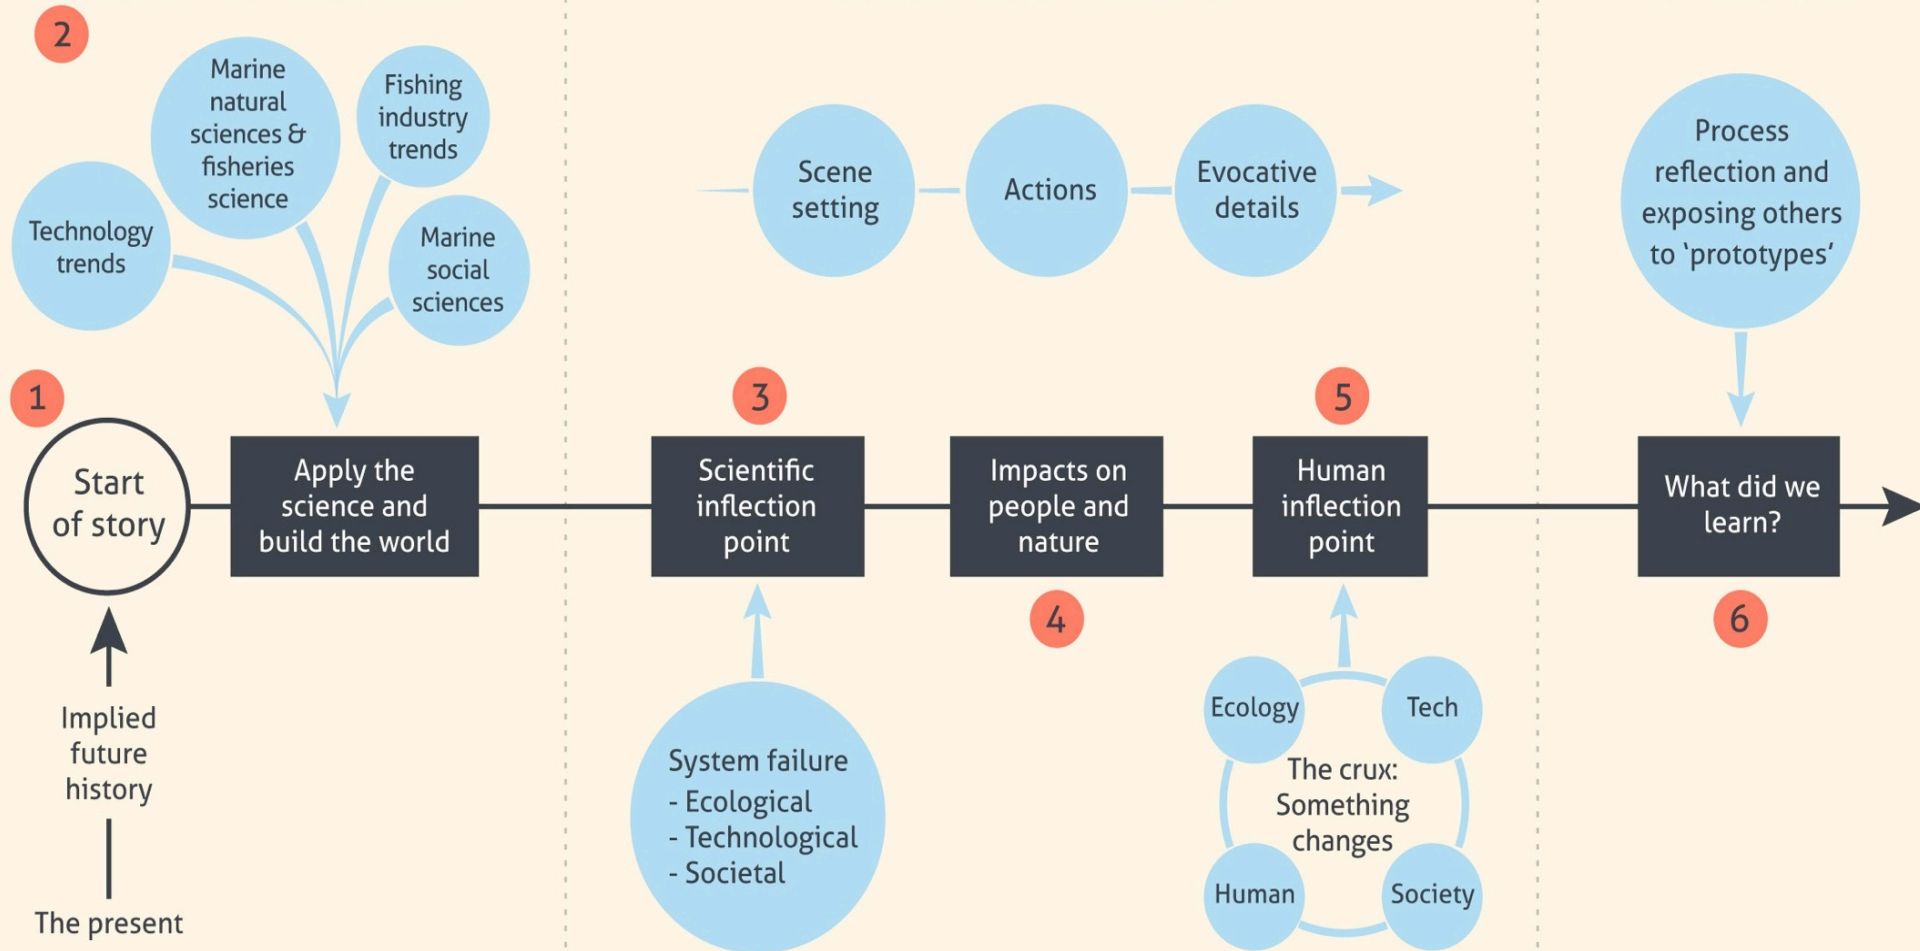 2
Marine
natural
sciences &
fisheries
science
Fishing
industry
trends
Technology
trends
Marine
social
sciences
1
Start
of story
Apply the
science and
build the world
Implied
future
history
The present
Scene
setting
Actions
Evocative
details
3
Scientific
inflection
point
System failure
- Ecological
- Technological
- Societal
Impacts on
people and
nature
4
5
Human
inflection
point
Ecology
Tech
The crux:
Something
changes
Human
Society
Process
reflection and
exposing others
to ‘prototypes’
What did we
learn?
6